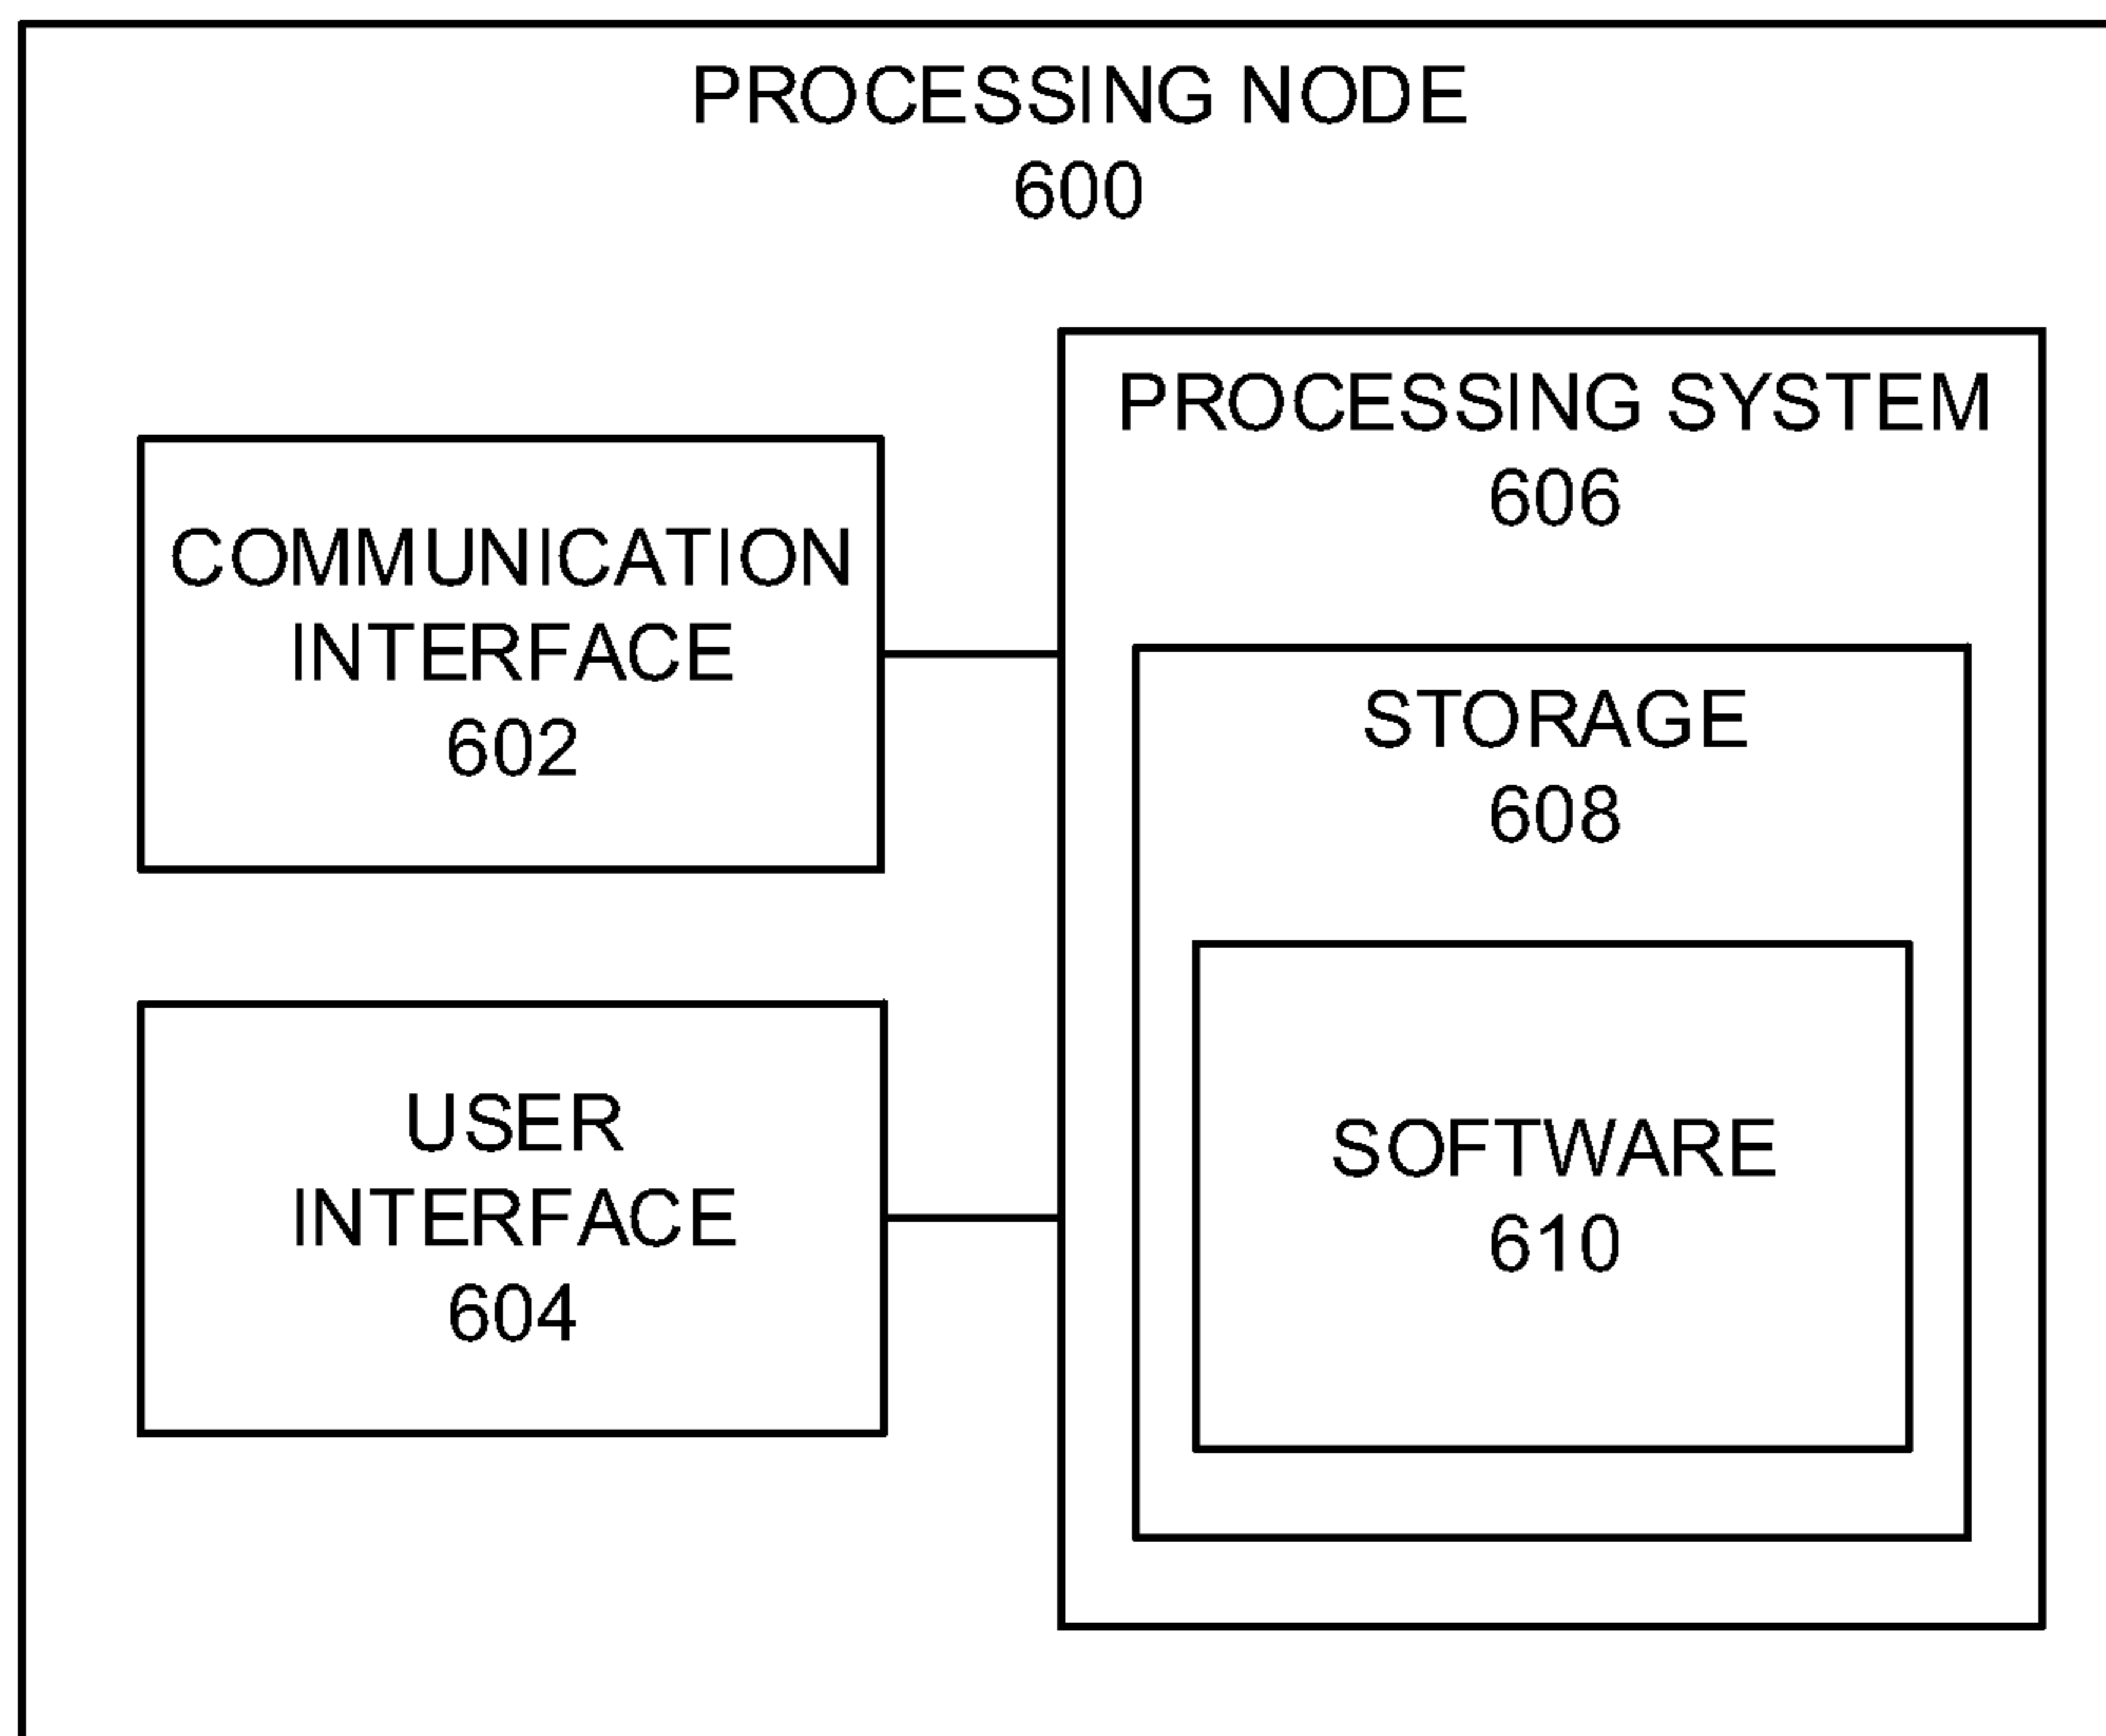 PROCESSING NODE
600
PROCESSING SYSTEM
606
COMMUNICATION
INTERFACE
602
STORAGE
608
USER
INTERFACE
604
SOFTWARE
610